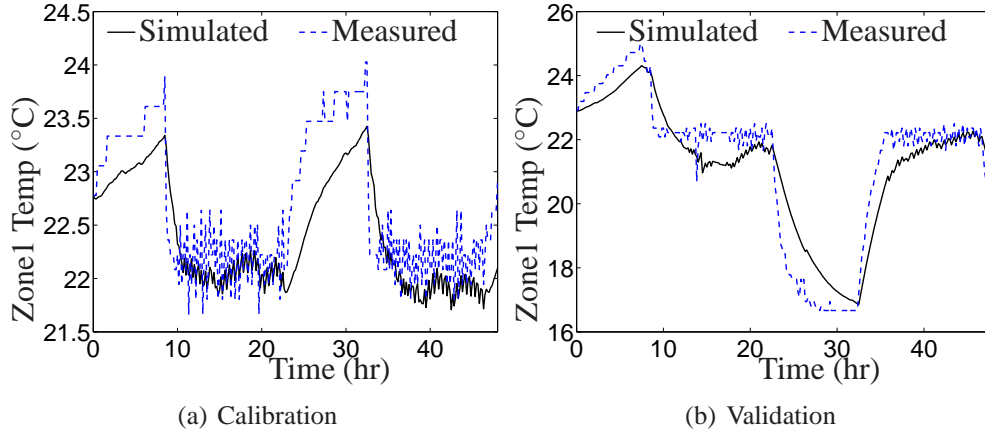 24.5
24
23.5
23
22.5
22
21.5
Zone1 Temp (°C)
Simulated Measured
0 10 20 30 40
Time (hr)
(a) Calibration
26
24
22
20
18
16
Zone1 Temp (°C)
Simulated Measured
0 10 20 30 40
Time (hr)
(b) Validation